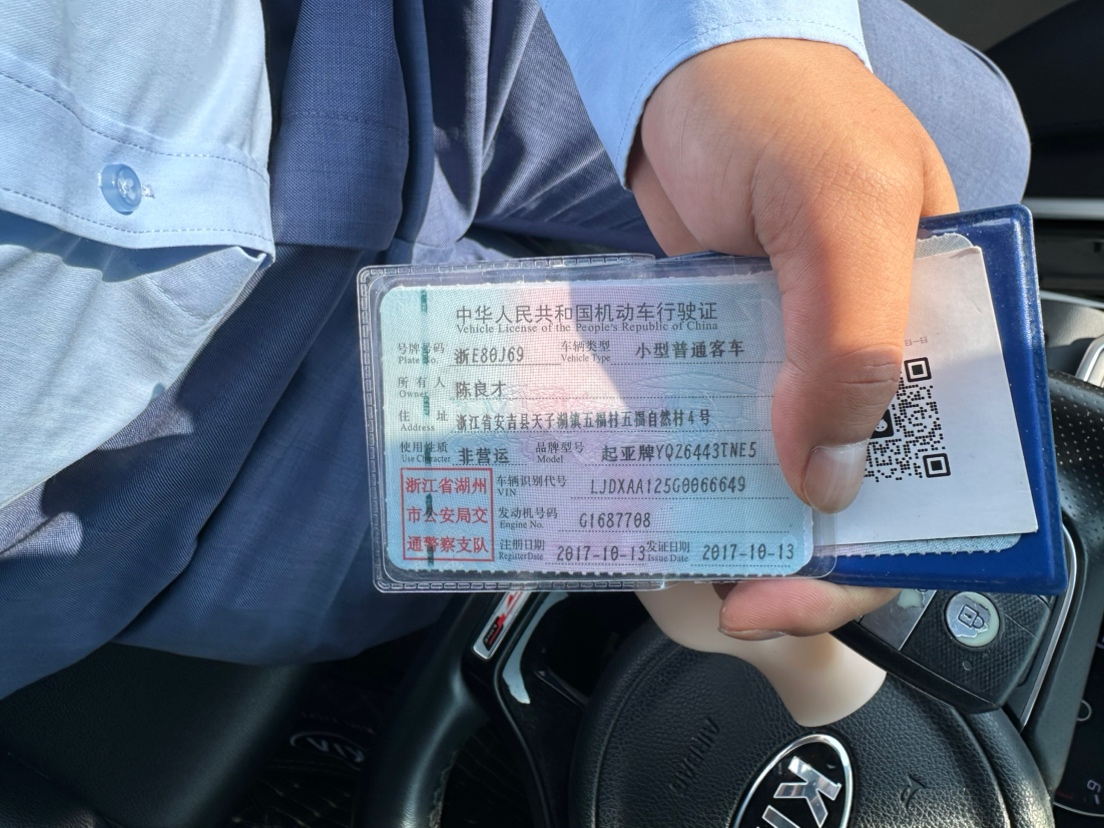 中华人民共和国机动车行驶证
Vehicle License of the People's Republic of China
号牌号码 浙E80J69 车辆类型 小型普通客车
Plate No. Vehicle Type
所有人 陈良才
Owner
住址 浙江省安吉县天子湖镇五福村五福自然村4号
Address
使用性质 非营运 品牌型号 起亚牌YQZ6443TNE5
Use Character Model
浙江省湖州
市公安局交
通警察支队
车辆识别代号 LJDXAA125G0066649
VIN
发动机号码 G1687708
Engine No.
注册日期 2017-10-13 发证日期 2017-10-13
RegisterDate Issue Date
AIRBAG